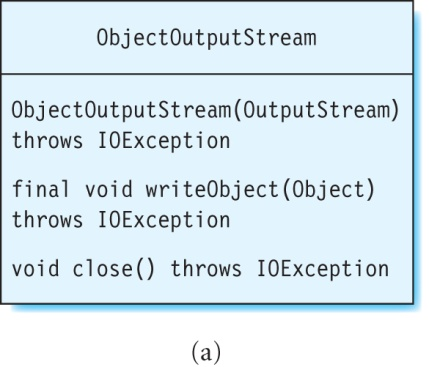 ObjectOutputStream
ObjectOutputStream(OutputStream)
throws IOException
final void writeObject(Object)
throws IOException
void close() throws IOException
(a)